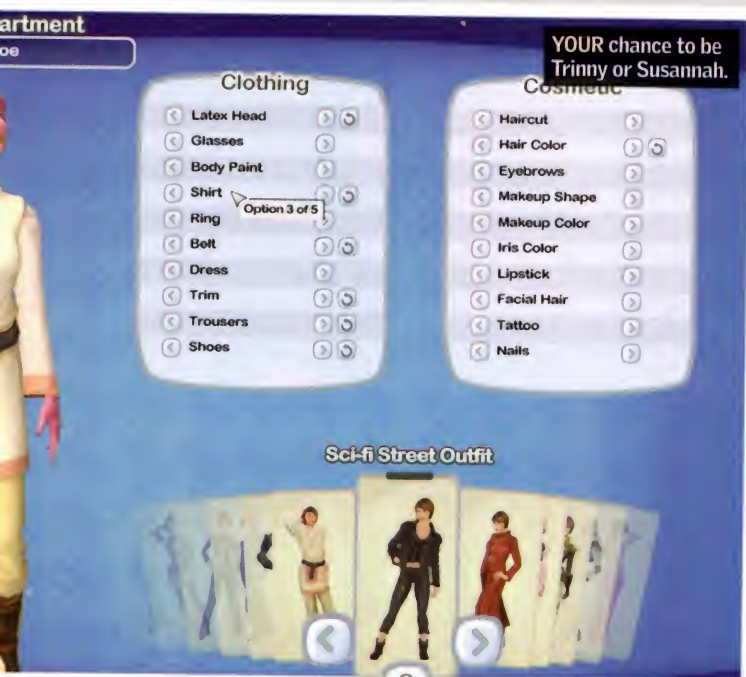 artment
oe
YOUR chance to be
Trinny or Susannah.
Clothing
Latex Head
Glasses
Body Paint
Shirt
Option 3 of 5
Ring
Belt
Dress
Trim
Trousers
Shoes
Cosmetic
Haircut
Hair Color
Eyebrows
Makeup Shape
Makeup Color
Iris Color
Lipstick
Facial Hair
Tattoo
Nails
Sci-fi Street Outfit